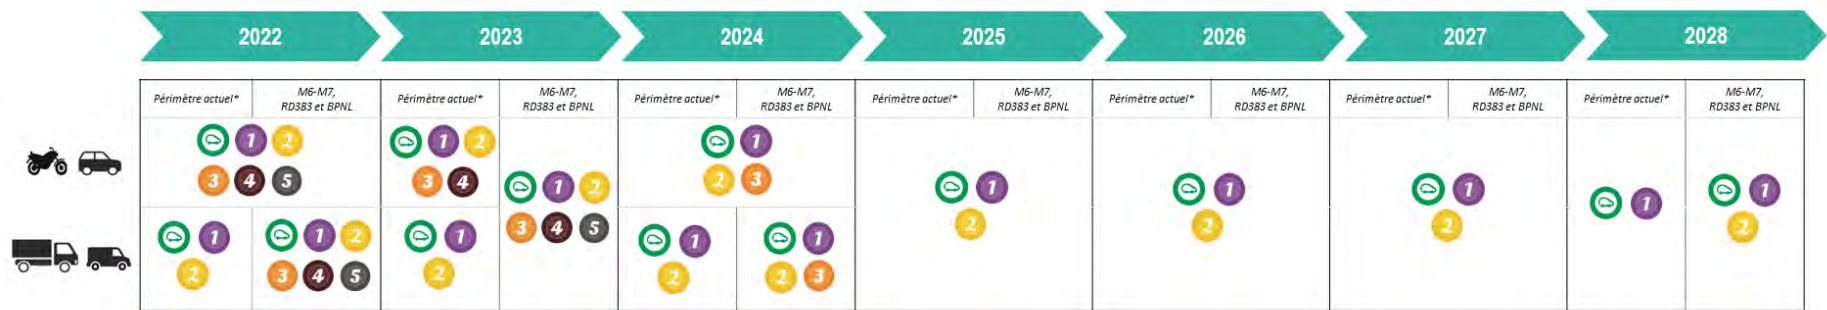 2022 2023 2024 2025 2026 2027 2028
Périmètre actuel* M6-M7, Périmètre actuel* M6-M7, Périmètre actuel* M6-M7, Périmètre actuel* M6-M7, Périmètre actuel* M6-M7, Périmètre actuel* M6-M7, Périmètre actuel* M6-M7,
RD383 et BPNL RD383 et BPNL RD383 et BPNL RD383 et BPNL RD383 et BPNL RD383 et BPNL RD383 et BPNL
1 2 1 2 1
3 4 5 3 4 2 3
1 2 1 1 1 1 1 1
3 4 5 2 2 2 2
1 1 2 1 1 1
2 3 4 5 2 2 2 3